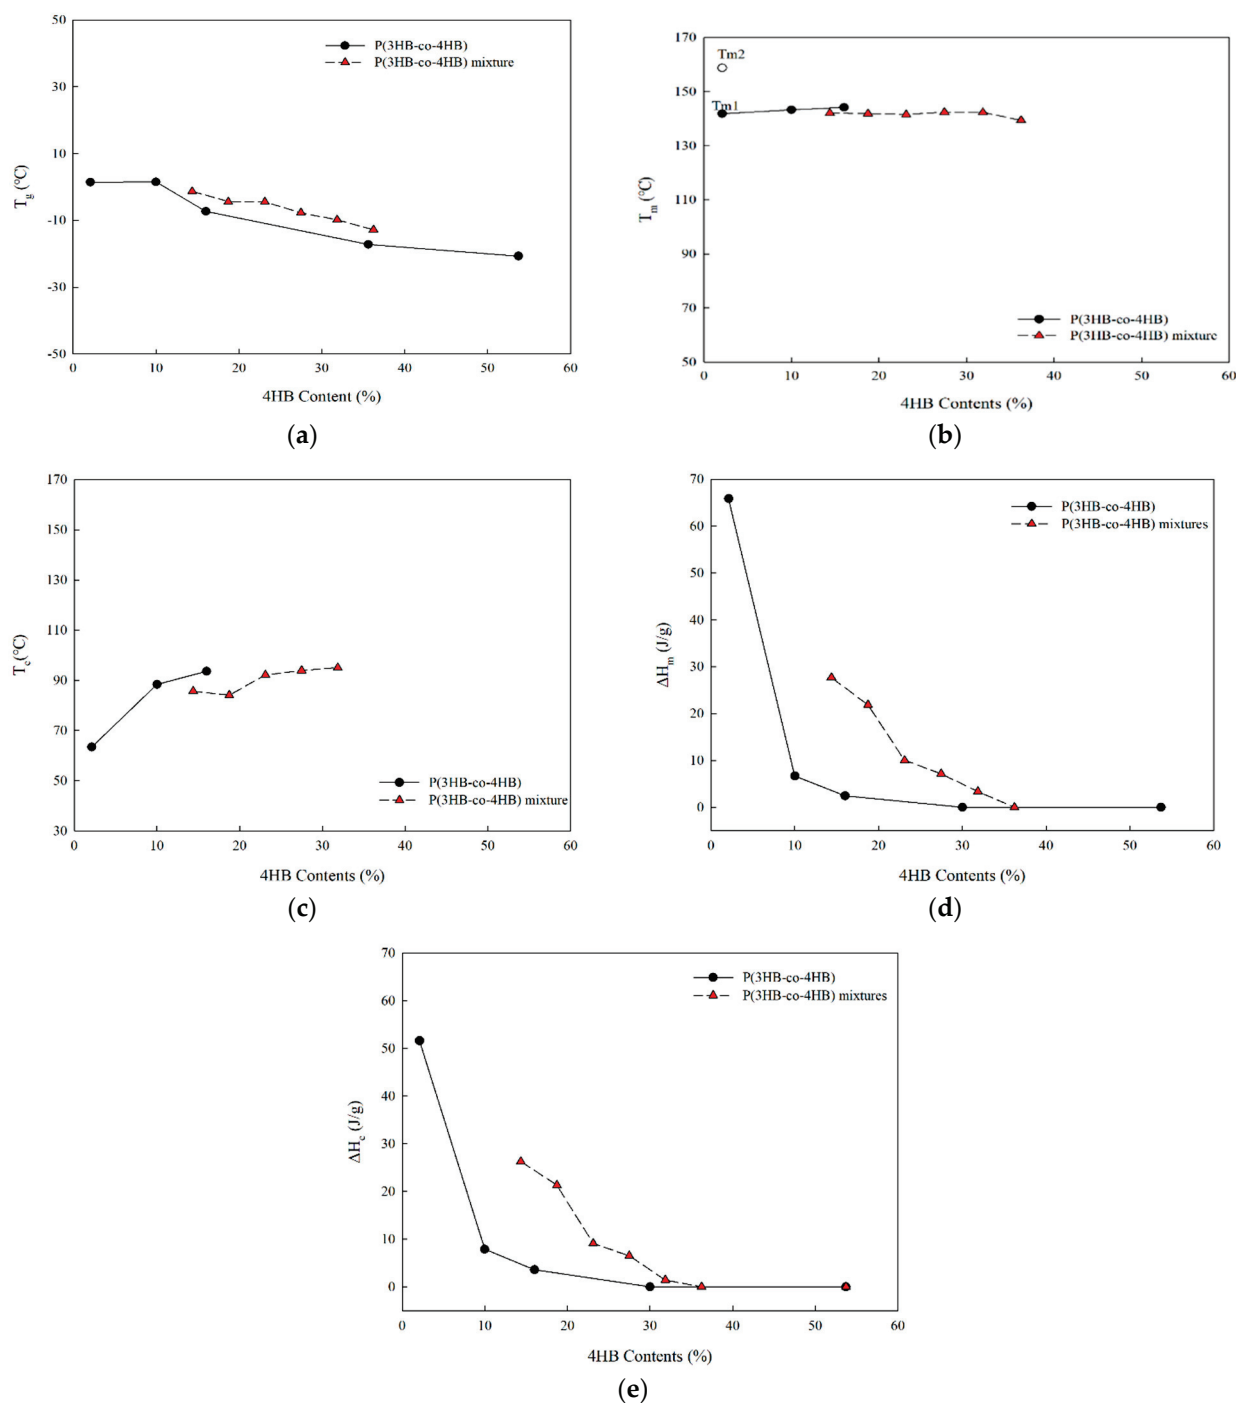 50
30
10
-10
-30
-50
T_g (°C)
P(3HB-co-4HB)
P(3HB-co-4HB) mixture
0 10 20 30 40 50 60
4HB Content (%)
(a)
170
150
130
110
90
70
50
T_m (°C)
Tm2
Tm1
P(3HB-co-4HB)
P(3HB-co-4HB) mixture
0 10 20 30 40 50 60
4HB Contents (%)
(b)
170
150
130
110
90
70
50
30
T_c(°C)
P(3HB-co-4HB)
P(3HB-co-4HB) mixture
0 10 20 30 40 50 60
4HB Contents (%)
(c)
70
60
50
40
30
20
10
0
ΔH_m (J/g)
P(3HB-co-4HB)
P(3HB-co-4HB) mixtures
0 10 20 30 40 50 60
4HB Contents (%)
(d)
70
60
50
40
30
20
10
0
ΔH_c (J/g)
P(3HB-co-4HB)
P(3HB-co-4HB) mixtures
0 10 20 30 40 50 60
4HB Contents (%)
(e)